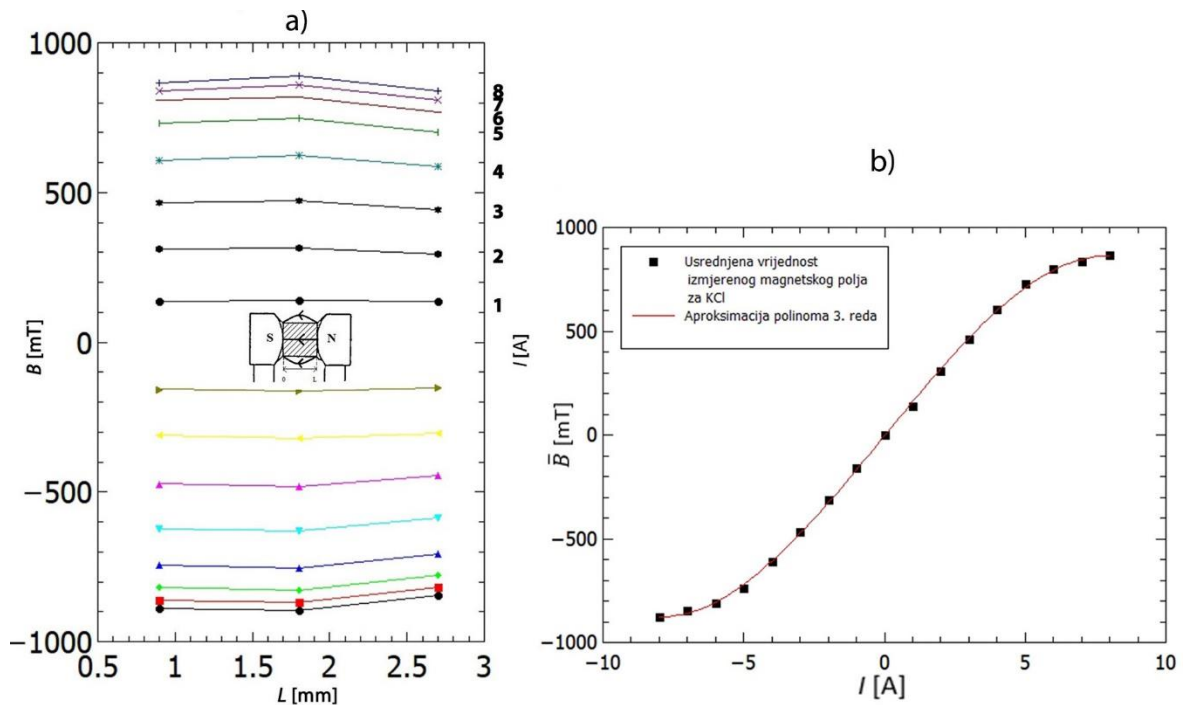 a)
1000
500
0
−500
−1000
B [mT]
0.5 1 1.5 2 2.5 3
L [mm]
8
7
6
5
4
3
2
1
I [A]
S N
0 L
b)
1000
500
0
−500
−1000
B̅ [mT]
Usrednjena vrijednost
izmjerenog magnetskog polja
za KCl
Aproksimacija polinoma 3. reda
−10 −5 0 5 10
I [A]